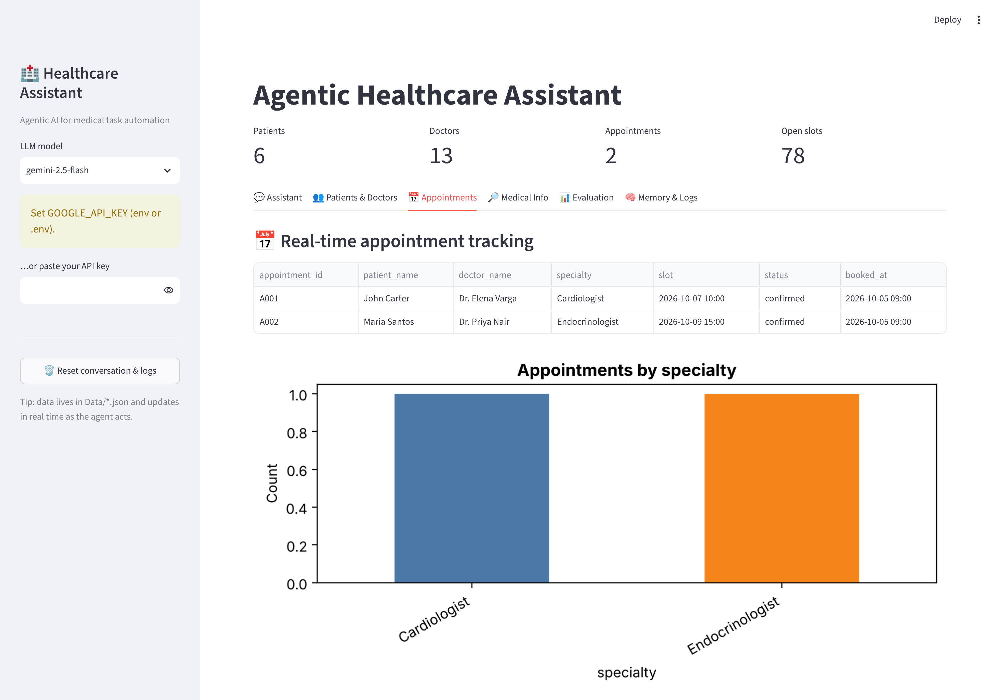 Deploy
🏥 Healthcare
Assistant
Agentic AI for medical task automation
LLM model
gemini-2.5-flash
Set GOOGLE_API_KEY (env or
.env).
...or paste your API key
🗑️ Reset conversation & logs
Tip: data lives in Data/*.json and updates
in real time as the agent acts.
Agentic Healthcare Assistant
Patients Doctors Appointments Open slots
6 13 2 78
💬 Assistant 👥 Patients & Doctors 📅 Appointments 🔎 Medical Info 📊 Evaluation 🧠 Memory & Logs
📅 Real-time appointment tracking
appointment_id patient_name doctor_name specialty slot status booked_at
A001 John Carter Dr. Elena Varga Cardiologist 2026-10-07 10:00 confirmed 2026-10-05 09:00
A002 Maria Santos Dr. Priya Nair Endocrinologist 2026-10-09 15:00 confirmed 2026-10-05 09:00
Appointments by specialty
1.0
0.8
0.6
0.4
0.2
0.0
Count
Cardiologist
Endocrinologist
specialty